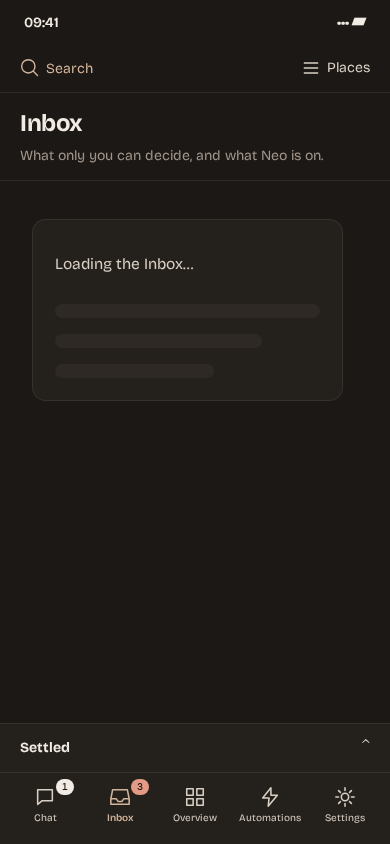 09:41
Search
Places
Inbox
What only you can decide, and what Neo is on.
Loading the Inbox...
Settled
1
3
Chat
Inbox
Overview
Automations
Settings